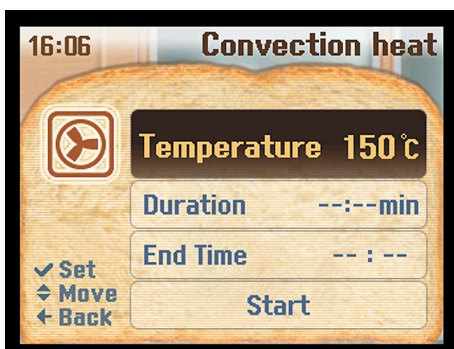 16:06 Convection heat
Temperature 150°c
Duration --:--min
End Time -- : --
Set
Move
Back
Start